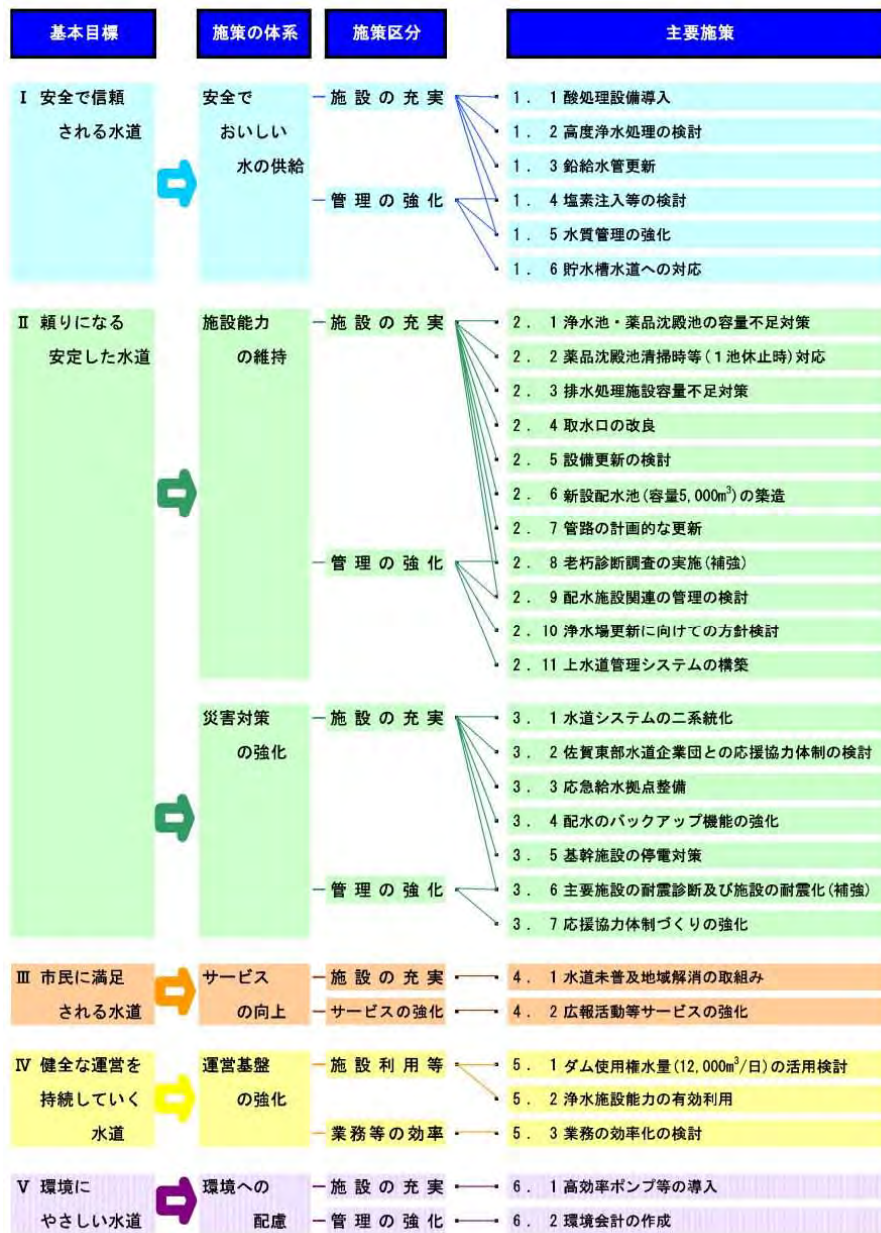 基本目標
施策の体系
施策区分
主要施策
Ⅰ 安全で信頼
される水道
安全で
おいしい
水の供給
施設の充実
管理の強化
1. 1 酸処理設備導入
1. 2 高度浄水処理の検討
1. 3 鉛給水管更新
1. 4 塩素注入等の検討
1. 5 水質管理の強化
1. 6 貯水槽水道への対応
Ⅱ 頼りになる
安定した水道
施設能力
の維持
施設の充実
管理の強化
2. 1 浄水池・薬品沈殿池の容量不足対策
2. 2 薬品沈殿池清掃時等(1池休止時)対応
2. 3 排水処理施設容量不足対策
2. 4 取水口の改良
2. 5 設備更新の検討
2. 6 新設配水池(容量5,000m³)の築造
2. 7 管路の計画的な更新
2. 8 老朽診断調査の実施(補強)
2. 9 配水施設関連の管理の検討
2. 10 浄水場更新に向けての方針検討
2. 11 上水道管理システムの構築
災害対策
の強化
施設の充実
管理の強化
3. 1 水道システムの二系統化
3. 2 佐賀東部水道企業団との応援協力体制の検討
3. 3 応急給水拠点整備
3. 4 配水のバックアップ機能の強化
3. 5 基幹施設の停電対策
3. 6 主要施設の耐震診断及び施設の耐震化(補強)
3. 7 応援協力体制づくりの強化
Ⅲ 市民に満足
される水道
サービス
の向上
施設の充実
サービスの強化
4. 1 水道未普及地域解消の取組み
4. 2 広報活動等サービスの強化
Ⅳ 健全な運営を
持続していく
水道
運営基盤
の強化
施設利用等
業務等の効率
5. 1 ダム使用権水量(12,000m³/日)の活用検討
5. 2 浄水施設能力の有効利用
5. 3 業務の効率化の検討
Ⅴ 環境に
やさしい水道
環境への
配慮
施設の充実
管理の強化
6. 1 高効率ポンプ等の導入
6. 2 環境会計の作成